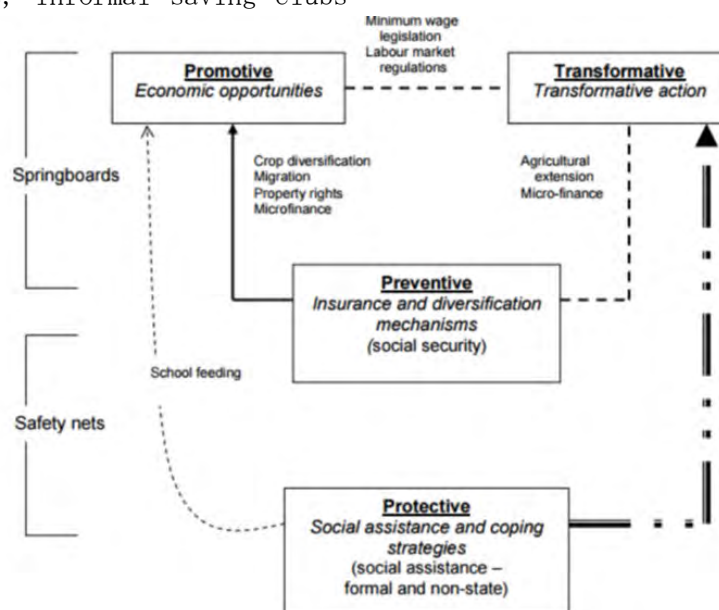 , informal saving clubs
Minimum wage
legislation
Labour market
regulations
Promotive
Economic opportunities
Transformative
Transformative action
Springboards
Crop diversification
Migration
Property rights
Microfinance
Agricultural
extension
Micro-finance
Preventive
Insurance and diversification
mechanisms
(social security)
School feeding
Safety nets
Protective
Social assistance and coping
strategies
(social assistance –
formal and non-state)